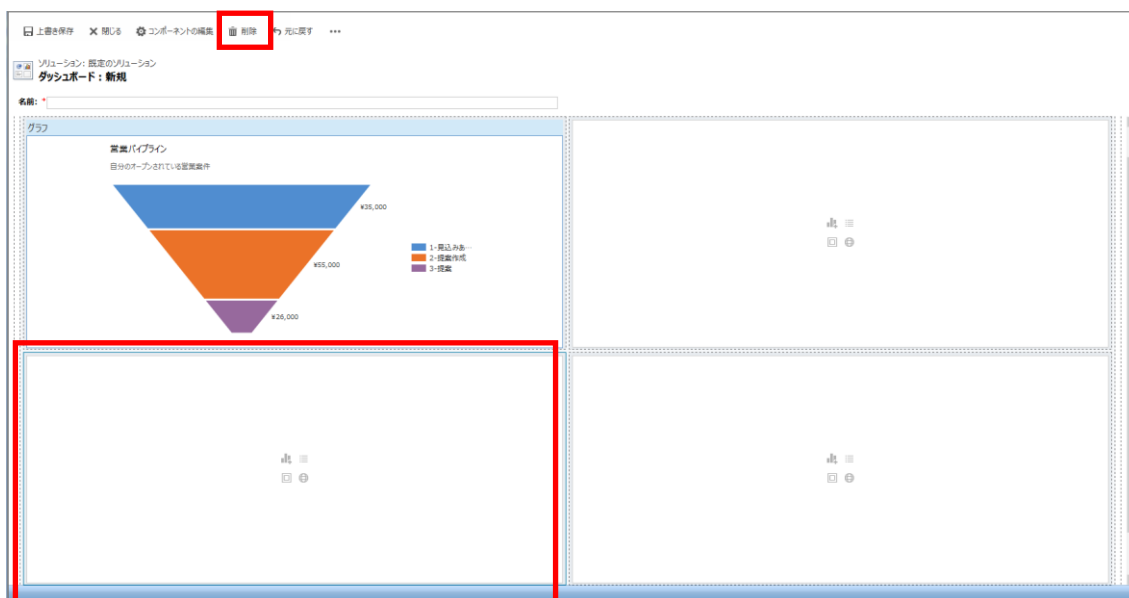 上書き保存 閉じる コンポーネントの編集 削除 元に戻す •••
ソリューション: 既定のソリューション
ダッシュボード : 新規
名前: *
グラフ
営業パイプライン
自分のオープンされている営業案件
¥35,000
1-見込みあ…
¥55,000
2-提案作成
3-提案
¥26,000